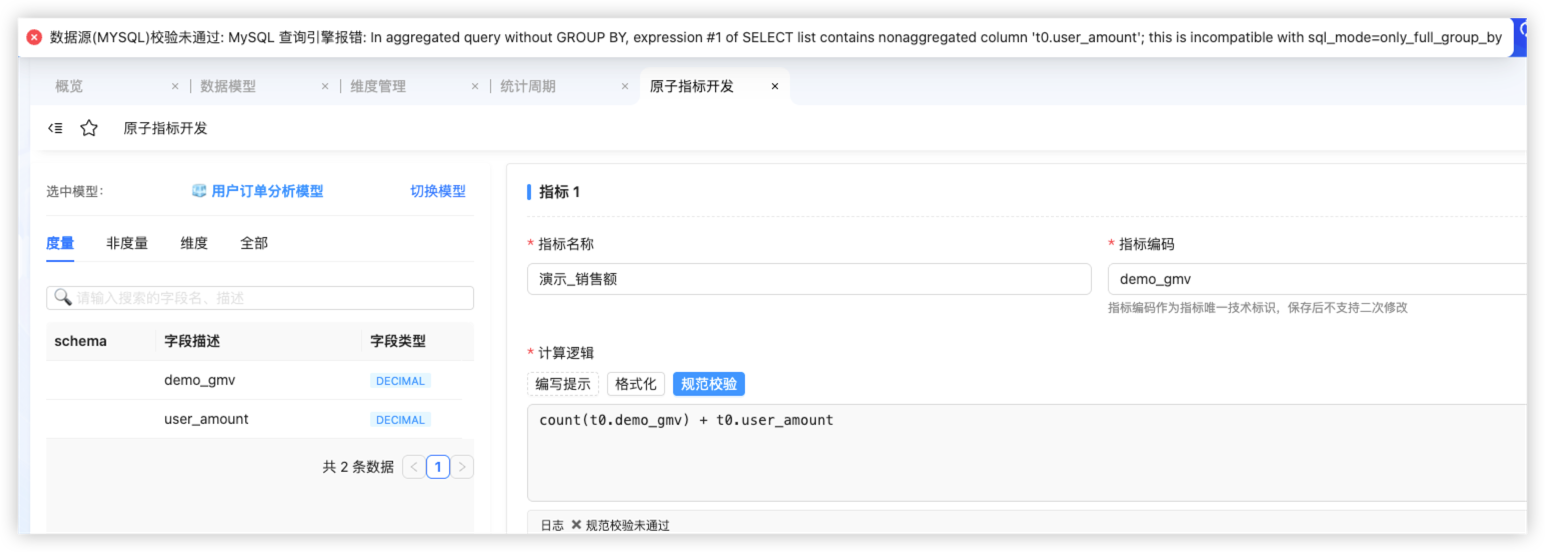 数据源(MYSQL)校验未通过: MySQL 查询引擎报错: In aggregated query without GROUP BY, expression #1 of SELECT list contains nonaggregated column 't0.user_amount'; this is incompatible with sql_mode=only_full_group_by
概览 × | 数据模型 × | 维度管理 × | 统计周期 × 原子指标开发 ×
原子指标开发
选中模型: 用户订单分析模型 切换模型
指标 1
度量 非度量 维度 全部
* 指标名称 * 指标编码
演示_销售额 demo_gmv
请输入搜索的字段名、描述
指标编码作为指标唯一技术标识，保存后不支持二次修改
schema 字段描述 字段类型
* 计算逻辑
demo_gmv DECIMAL
编写提示 格式化 规范校验
user_amount DECIMAL
count(t0.demo_gmv) + t0.user_amount
共 2 条数据 < 1 >
日志 ✖ 规范校验未通过